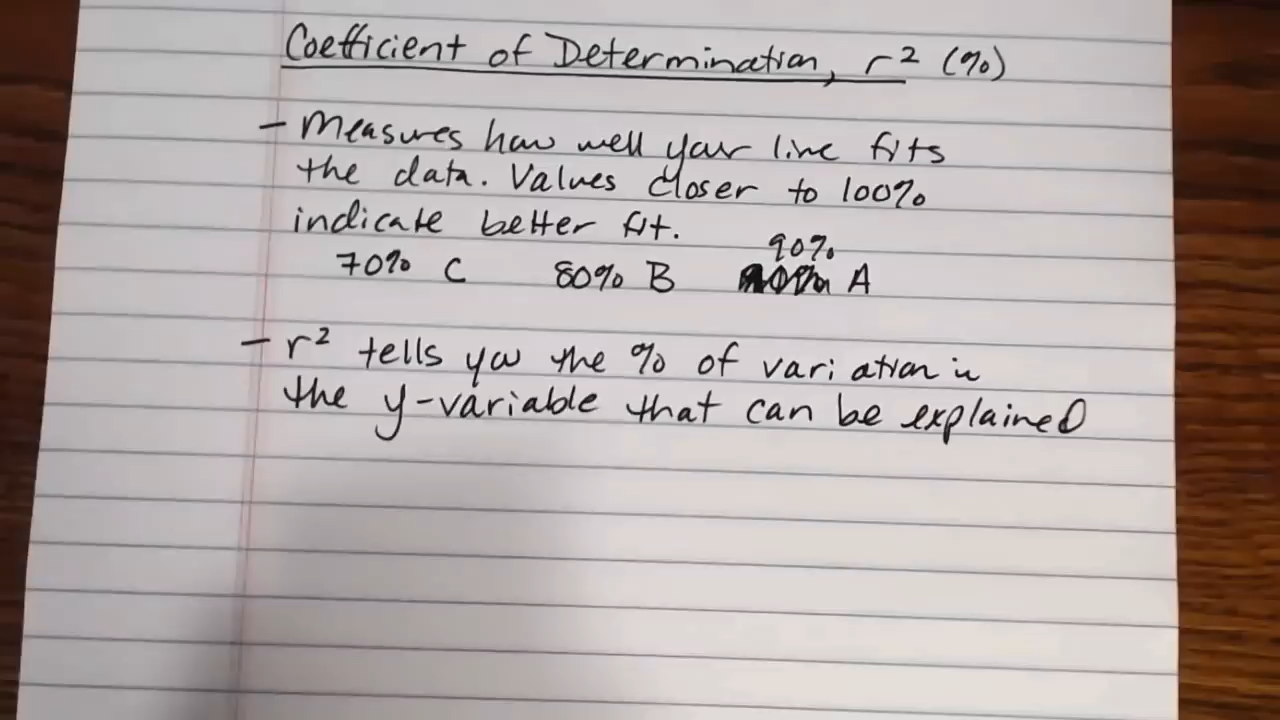 Coefficient of Determination, r² (%)
- Measures how well your line fits
the data. Values closer to 100%
indicate better fit.
90%
70% C 80% B A
- r² tells you the % of variation in
the y-variable that can be explained